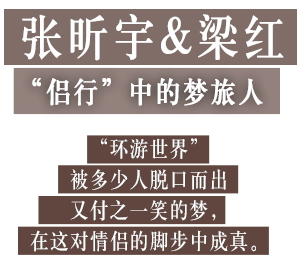 张昕宇&梁红
“侣行”中的梦旅人
“环游世界”
被多少人脱口而出
又付之一笑的梦，
在这对情侣的脚步中成真。